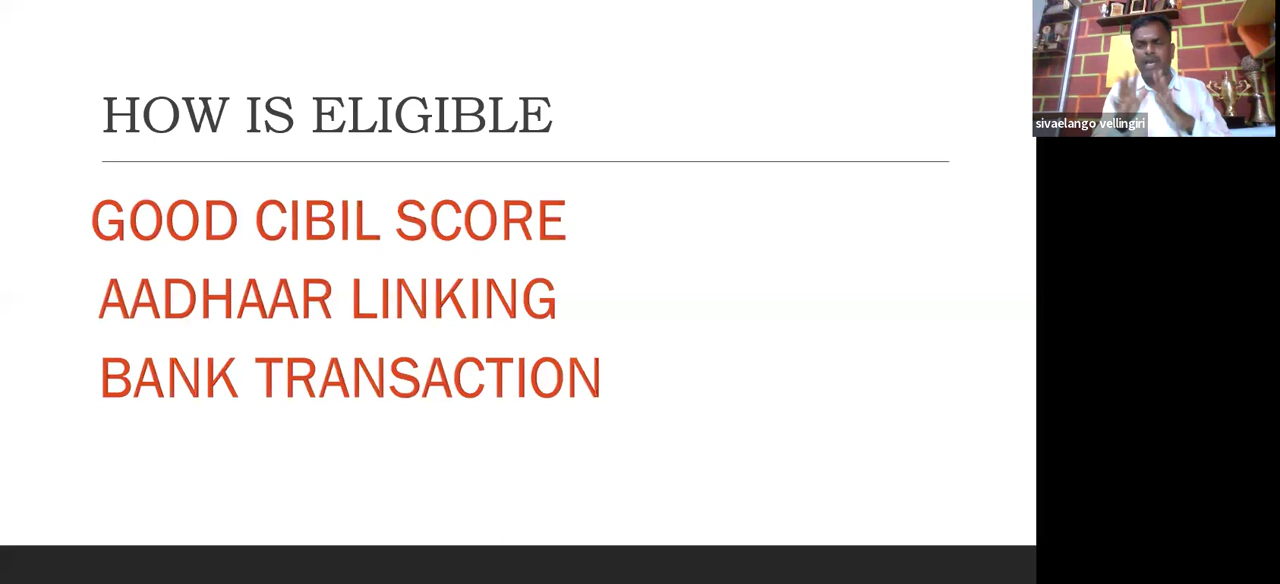 HOW IS ELIGIBLE
GOOD CIBIL SCORE
AADHAAR LINKING
BANK TRANSACTION
sivaelango vellingiri